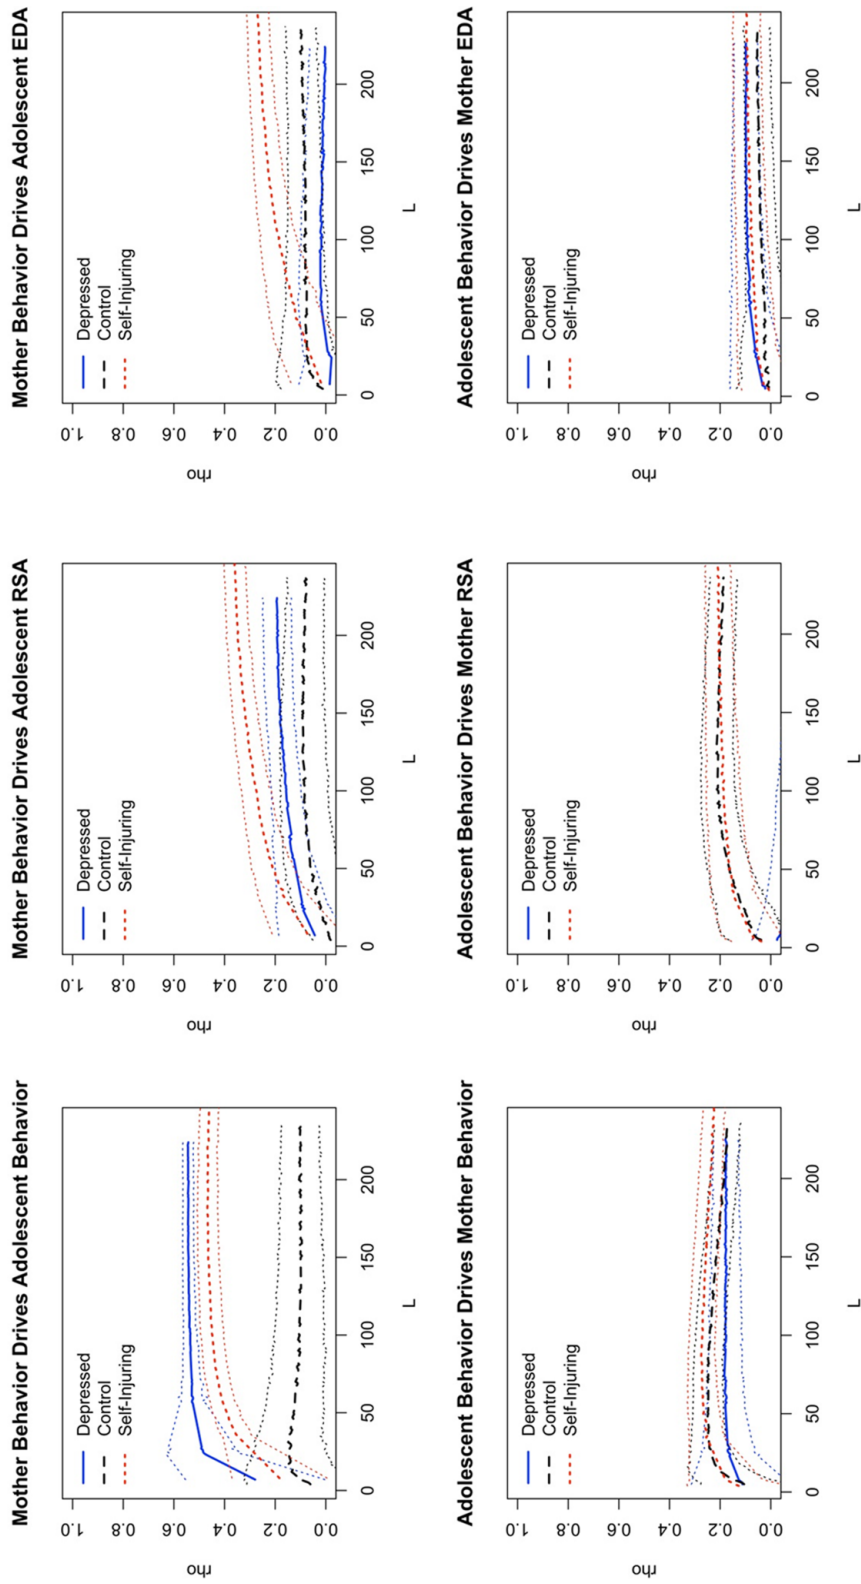 Mother Behavior Drives Adolescent Behavior
Depressed
Control
Self-Injuring
rho
1.0
0.8
0.6
0.4
0.2
0.0
0 50 100 150 200
L
Mother Behavior Drives Adolescent RSA
Depressed
Control
Self-Injuring
rho
1.0
0.8
0.6
0.4
0.2
0.0
0 50 100 150 200
L
Mother Behavior Drives Adolescent EDA
Depressed
Control
Self-Injuring
rho
1.0
0.8
0.6
0.4
0.2
0.0
0 50 100 150 200
L
Adolescent Behavior Drives Mother Behavior
Depressed
Control
Self-Injuring
rho
1.0
0.8
0.6
0.4
0.2
0.0
0 50 100 150 200
L
Adolescent Behavior Drives Mother RSA
Depressed
Control
Self-Injuring
rho
1.0
0.8
0.6
0.4
0.2
0.0
0 50 100 150 200
L
Adolescent Behavior Drives Mother EDA
Depressed
Control
Self-Injuring
rho
1.0
0.8
0.6
0.4
0.2
0.0
0 50 100 150 200
L